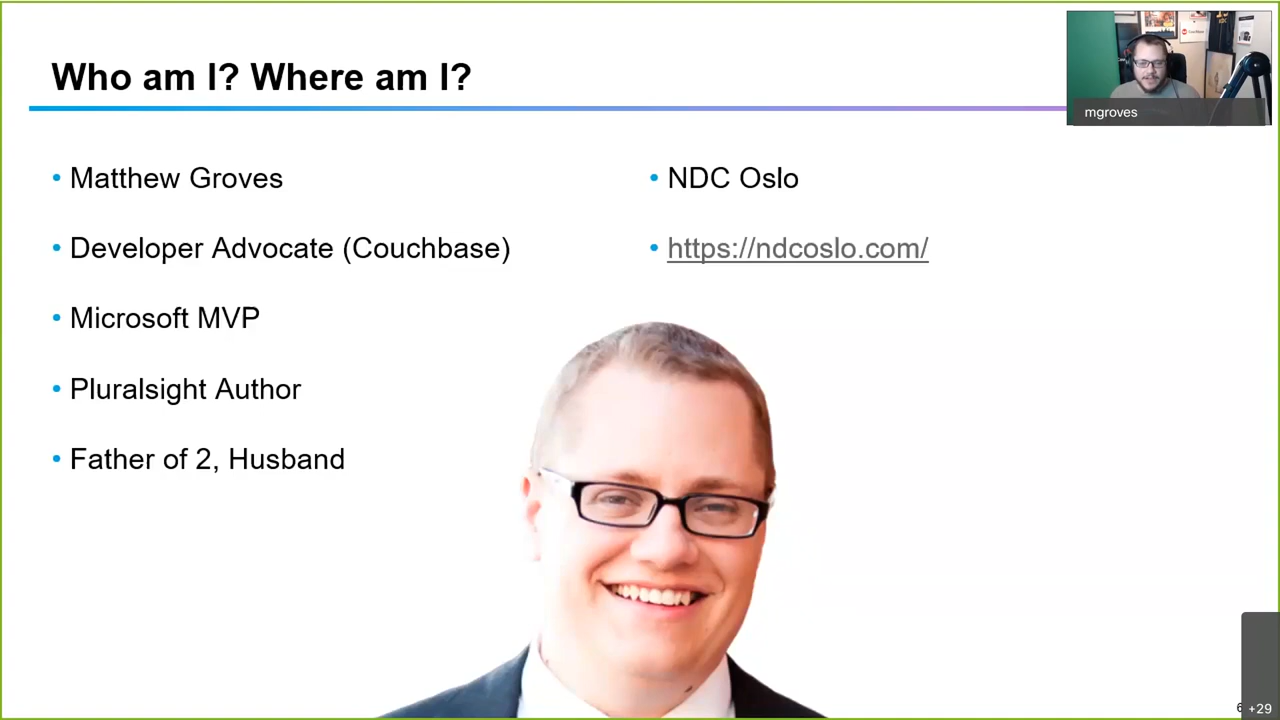 Who am I? Where am I?
mgroves
• Matthew Groves
• Developer Advocate (Couchbase)
• Microsoft MVP
• Pluralsight Author
• Father of 2, Husband
• NDC Oslo
• https://ndcoslo.com/
+29